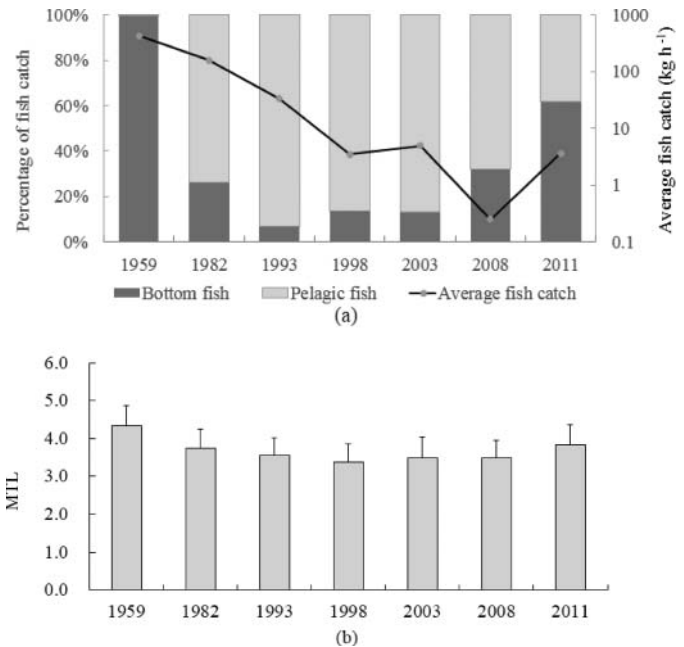 100%
80%
60%
40%
20%
0%
Percentage of fish catch
1000
100
10
1
0.1
Average fish catch (kg h-1)
1959 1982 1993 1998 2003 2008 2011
Bottom fish Pelagic fish Average fish catch
(a)
6.0
5.0
4.0
3.0
2.0
1.0
0.0
MTL
1959 1982 1993 1998 2003 2008 2011
(b)